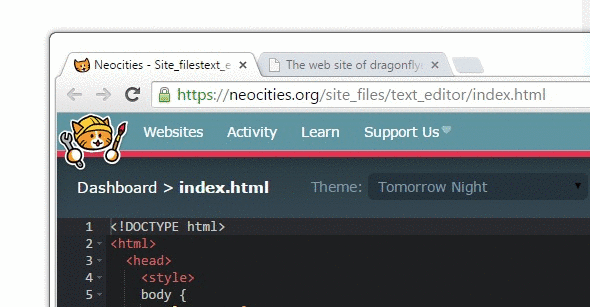 Neocities - Site_filestext_e
The web site of dragonfly
https://neocities.org/site_files/text_editor/index.html
Websites Activity Learn Support Us
Dashboard > index.html Theme: Tomorrow Night
1 <!DOCTYPE html>
2 <html>
3 <head>
4 <style>
5 body {